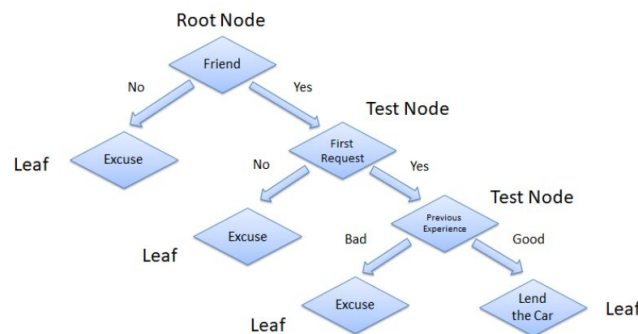 Root Node
Friend
No
Yes
Test Node
Leaf
Excuse
First
Request
No
Yes
Test Node
Leaf
Excuse
Previous
Experience
Bad
Good
Leaf
Excuse
Lend
the Car
Leaf